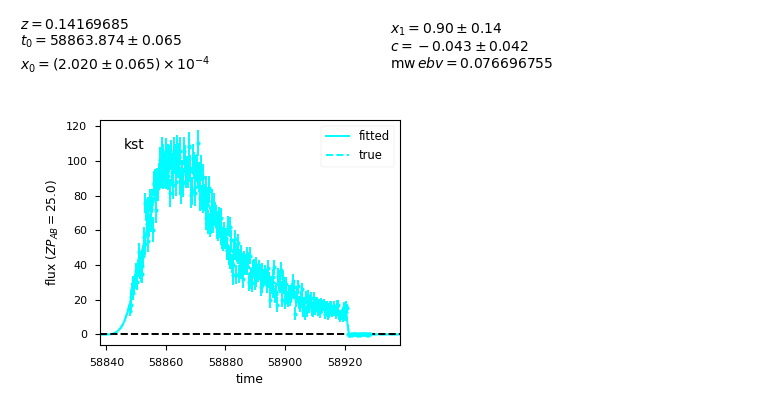 z = 0.14169685
t₀ = 58863.874 ± 0.065
x₀ = (2.020 ± 0.065) × 10⁻⁴
x₁ = 0.90 ± 0.14
c = −0.043 ± 0.042
mw ebv = 0.076696755
kst
fitted
true
120
100
80
60
40
20
0
flux (ZP_AB = 25.0)
58840 58860 58880 58900 58920
time